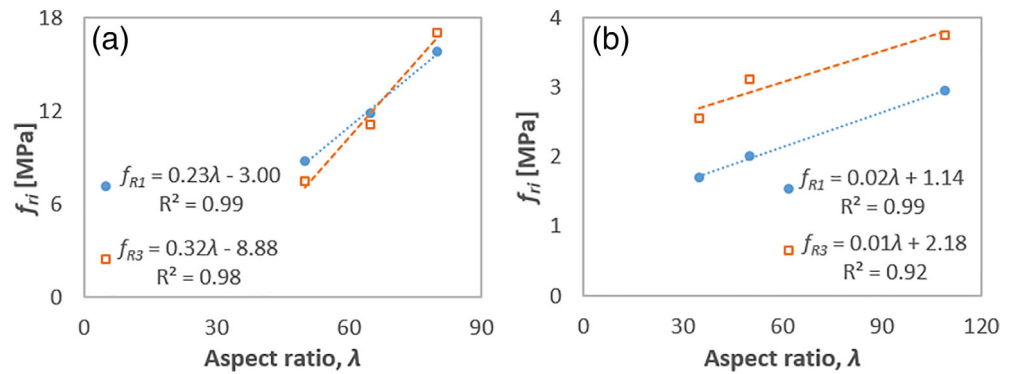 (a)
18
12
6
0
f_ri [MPa]
f_R1 = 0.23λ - 3.00
R² = 0.99
f_R3 = 0.32λ - 8.88
R² = 0.98
0 30 60 90
Aspect ratio, λ
(b)
4
3
2
1
0
f_ri [MPa]
f_R1 = 0.02λ + 1.14
R² = 0.99
f_R3 = 0.01λ + 2.18
R² = 0.92
0 30 60 90 120
Aspect ratio, λ